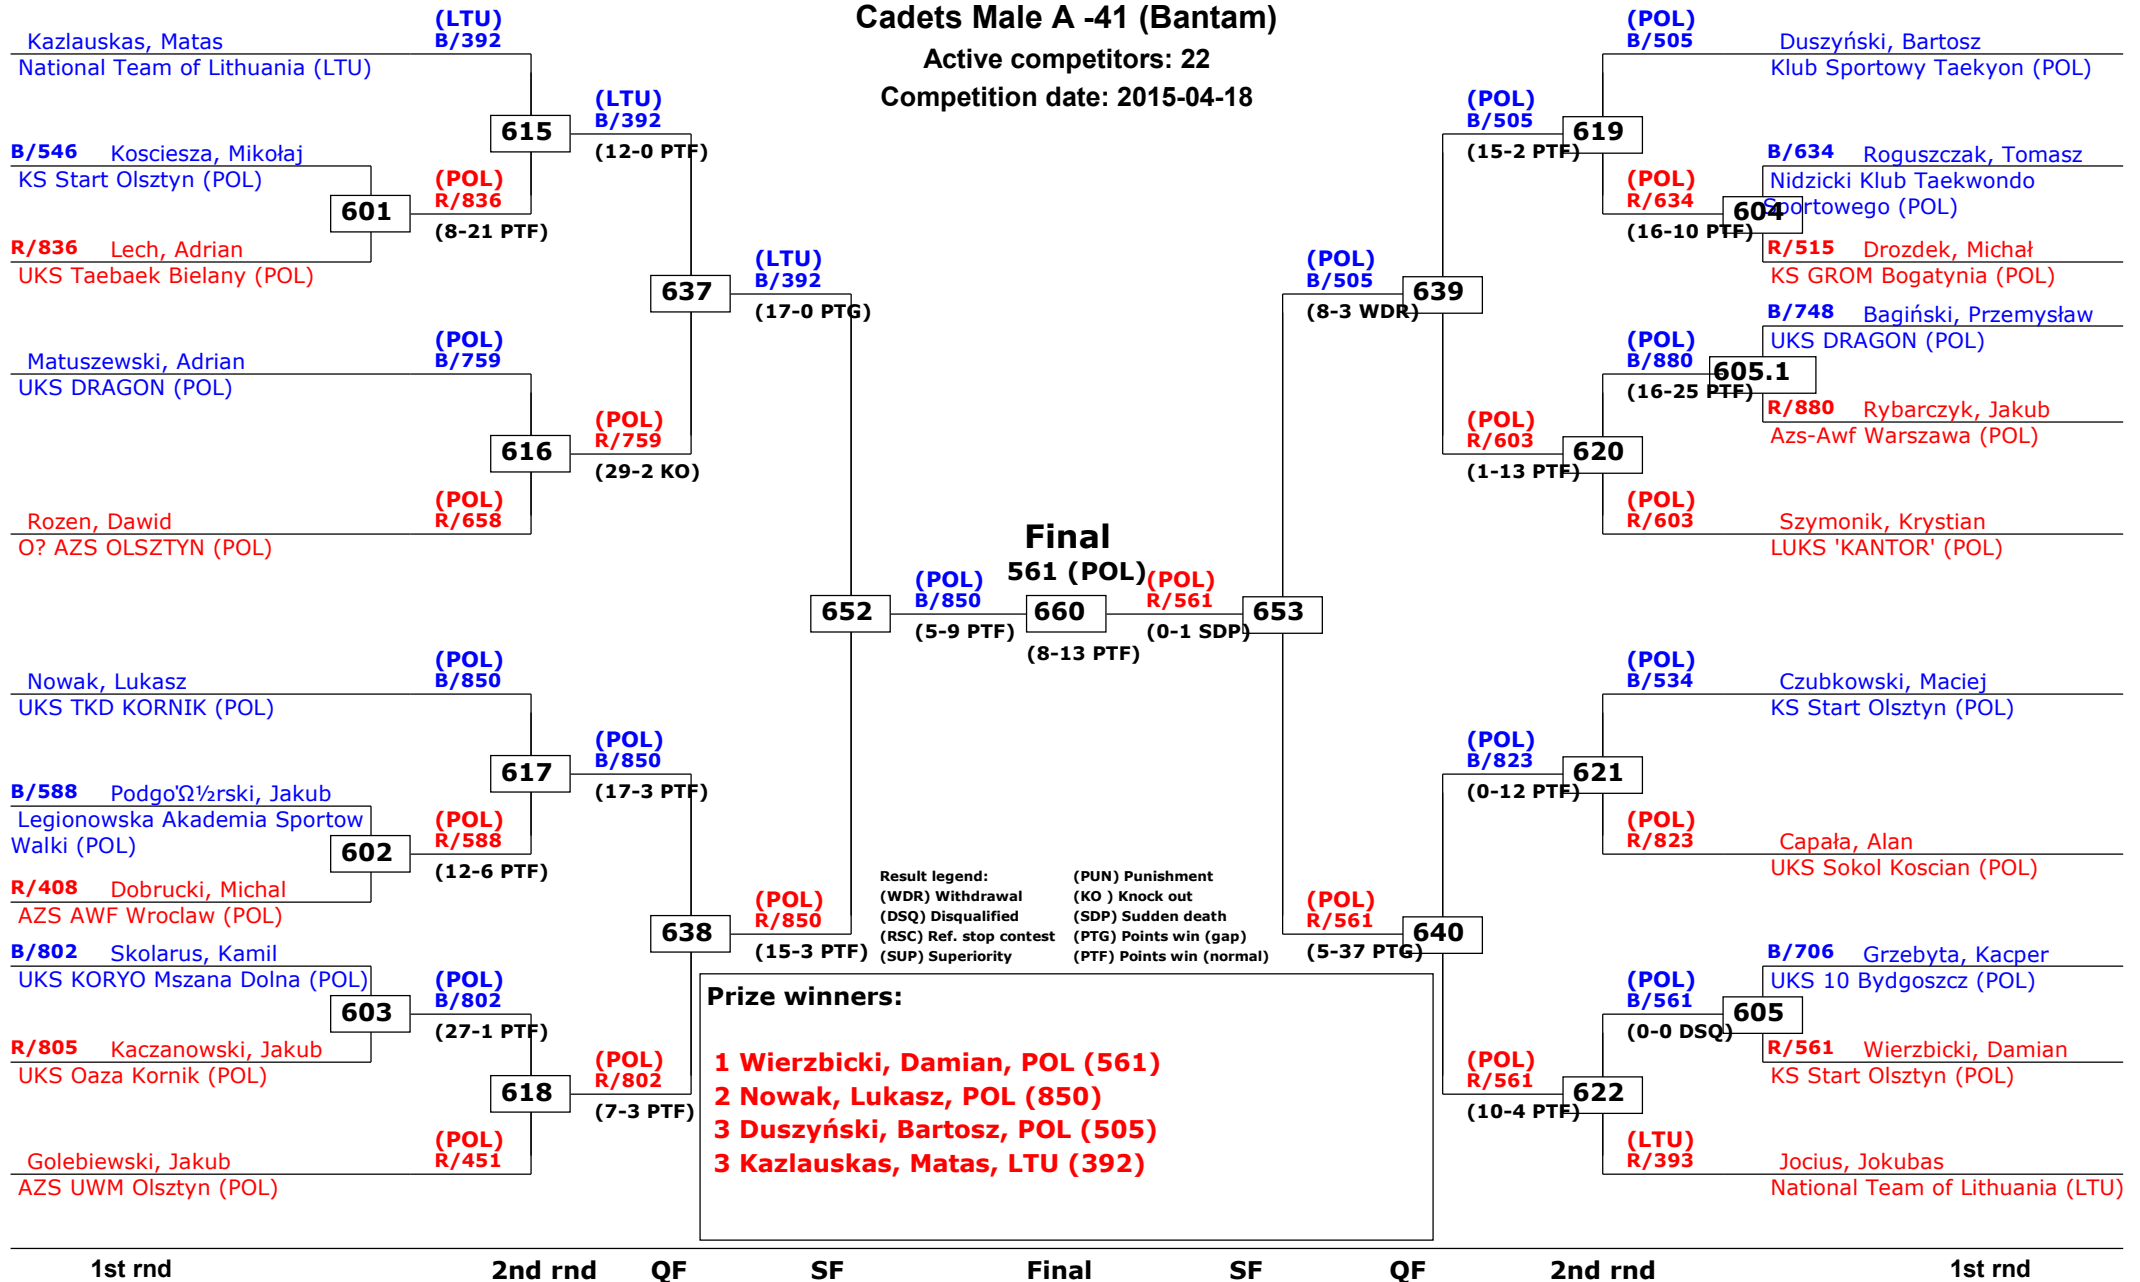 Cadets Male A -41 (Bantam)
Active competitors: 22
Competition date: 2015-04-18
(LTU)
Kazlauskas, Matas B/392
National Team of Lithuania (LTU)
(LTU)
B/392
615
(12-0 PTF)
B/546 Kosciesza, Mikołaj
KS Start Olsztyn (POL)
(POL)
R/836
601
(8-21 PTF)
R/836 Lech, Adrian
UKS Taebaek Bielany (POL)
(LTU)
B/392
637
(17-0 PTG)
(POL)
Matuszewski, Adrian B/759
UKS DRAGON (POL)
(POL)
R/759
616
(29-2 KO)
(POL)
Rozen, Dawid R/658
O? AZS OLSZTYN (POL)
Final
561 (POL)
652
(POL)
B/850
(5-9 PTF)
660
(8-13 PTF)
(POL)
R/561
(0-1 SDP)
653
(POL)
Nowak, Lukasz B/850
UKS TKD KORNIK (POL)
(POL)
B/850
617
(17-3 PTF)
B/588 Podgo'Ω½rski, Jakub
Legionowska Akademia Sportow
Walki (POL)
(POL)
R/588
602
(12-6 PTF)
R/408 Dobrucki, Michal
AZS AWF Wroclaw (POL)
(POL)
R/850
638
(15-3 PTF)
B/802 Skolarus, Kamil
UKS KORYO Mszana Dolna (POL)
(POL)
B/802
603
(27-1 PTF)
R/805 Kaczanowski, Jakub
UKS Oaza Kornik (POL)
(POL)
R/802
618
(7-3 PTF)
(POL)
Golebiewski, Jakub R/451
AZS UWM Olsztyn (POL)
(POL)
B/505 Duszyński, Bartosz
Klub Sportowy Taekyon (POL)
(POL)
B/505
619
(15-2 PTF)
B/634 Roguszczak, Tomasz
Nidzicki Klub Taekwondo
Sportowego (POL)
(POL)
R/634
604
(16-10 PTF)
R/515 Drozdek, Michał
KS GROM Bogatynia (POL)
(POL)
B/505
639
(8-3 WDR)
B/748 Bagiński, Przemysław
UKS DRAGON (POL)
(POL)
B/880
605.1
(16-25 PTF)
R/880 Rybarczyk, Jakub
Azs-Awf Warszawa (POL)
(POL)
R/603
620
(1-13 PTF)
(POL)
R/603 Szymonik, Krystian
LUKS 'KANTOR' (POL)
(POL)
B/534 Czubkowski, Maciej
KS Start Olsztyn (POL)
(POL)
B/823
621
(0-12 PTF)
(POL)
R/823 Capała, Alan
UKS Sokol Koscian (POL)
(POL)
R/561
640
(5-37 PTG)
B/706 Grzebyta, Kacper
UKS 10 Bydgoszcz (POL)
(POL)
B/561
605
(0-0 DSQ)
R/561 Wierzbicki, Damian
KS Start Olsztyn (POL)
(POL)
R/561
622
(10-4 PTF)
(LTU)
R/393 Jocius, Jokubas
National Team of Lithuania (LTU)
Result legend: (PUN) Punishment
(WDR) Withdrawal (KO ) Knock out
(DSQ) Disqualified (SDP) Sudden death
(RSC) Ref. stop contest (PTG) Points win (gap)
(SUP) Superiority (PTF) Points win (normal)
Prize winners:
1 Wierzbicki, Damian, POL (561)
2 Nowak, Lukasz, POL (850)
3 Duszyński, Bartosz, POL (505)
3 Kazlauskas, Matas, LTU (392)
1st rnd 2nd rnd QF SF Final SF QF 2nd rnd 1st rnd